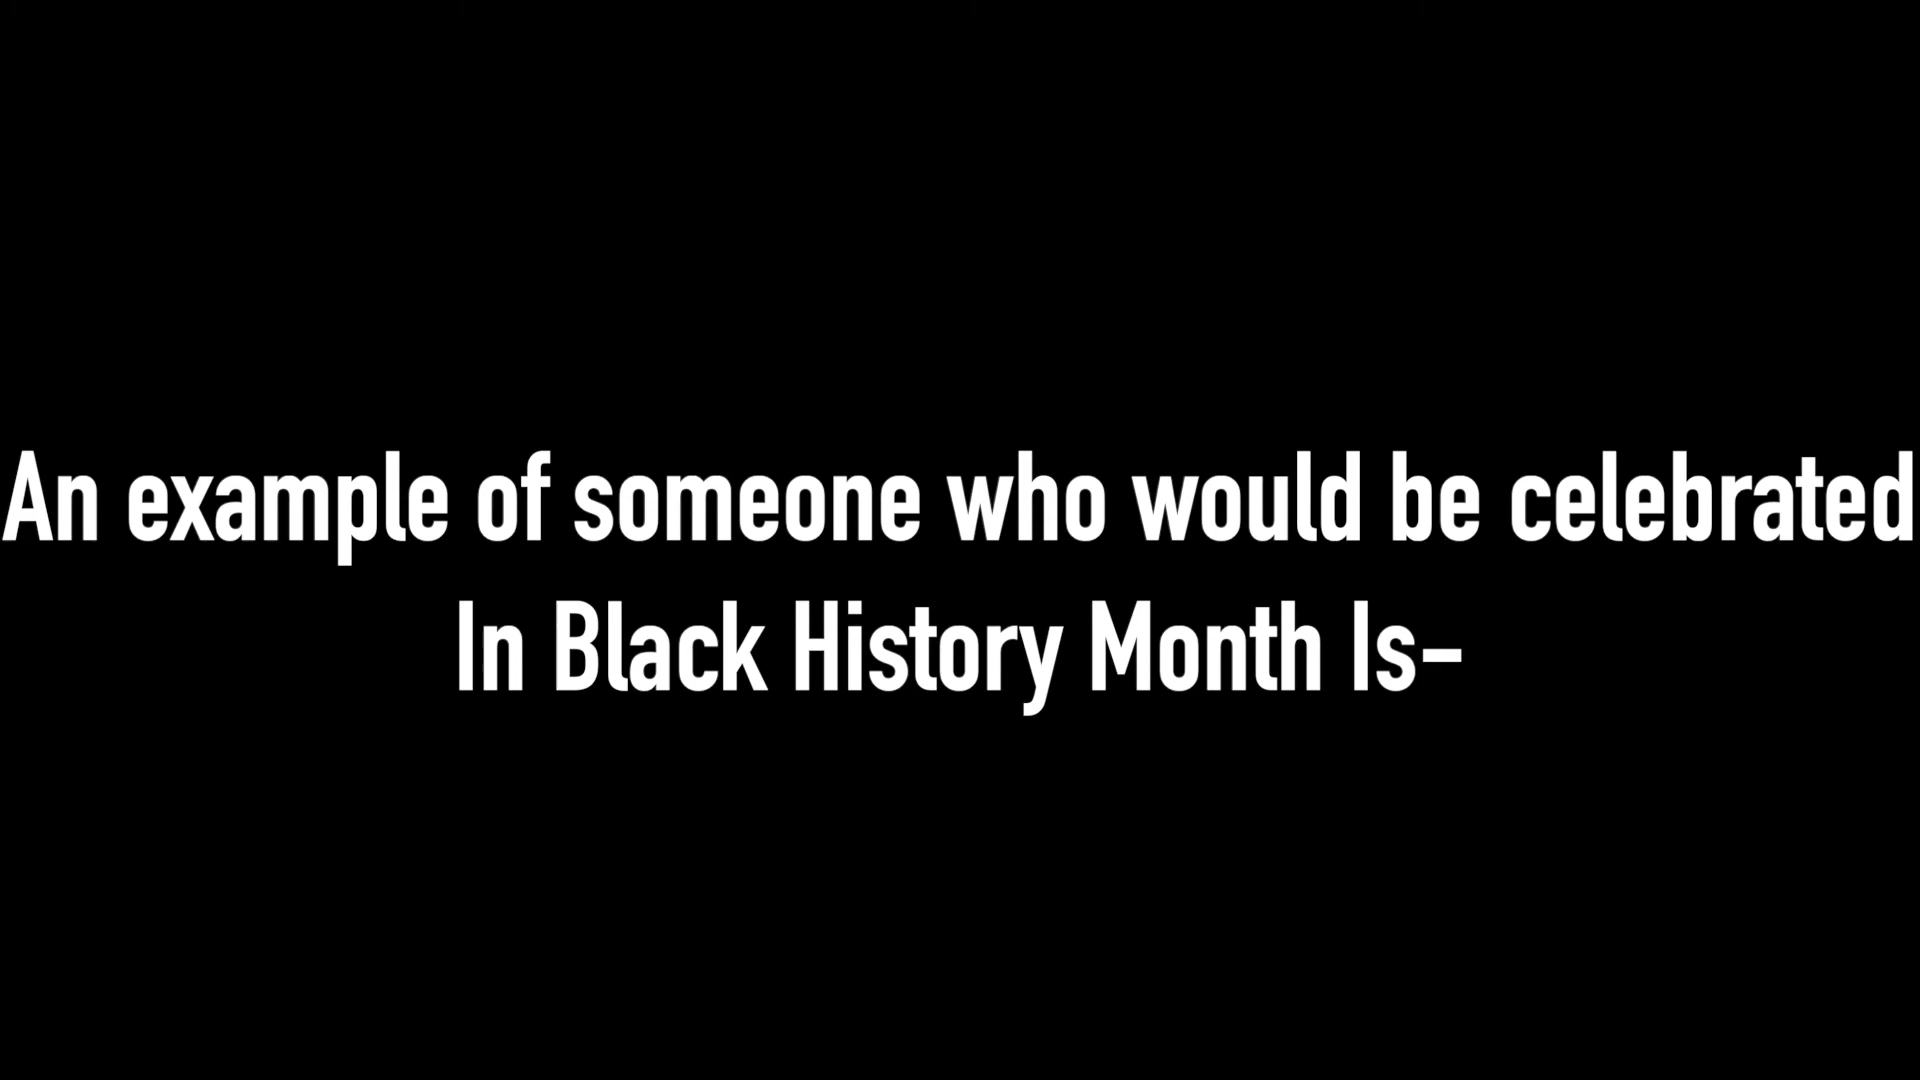 An example of someone who would be celebrated
In Black History Month Is-